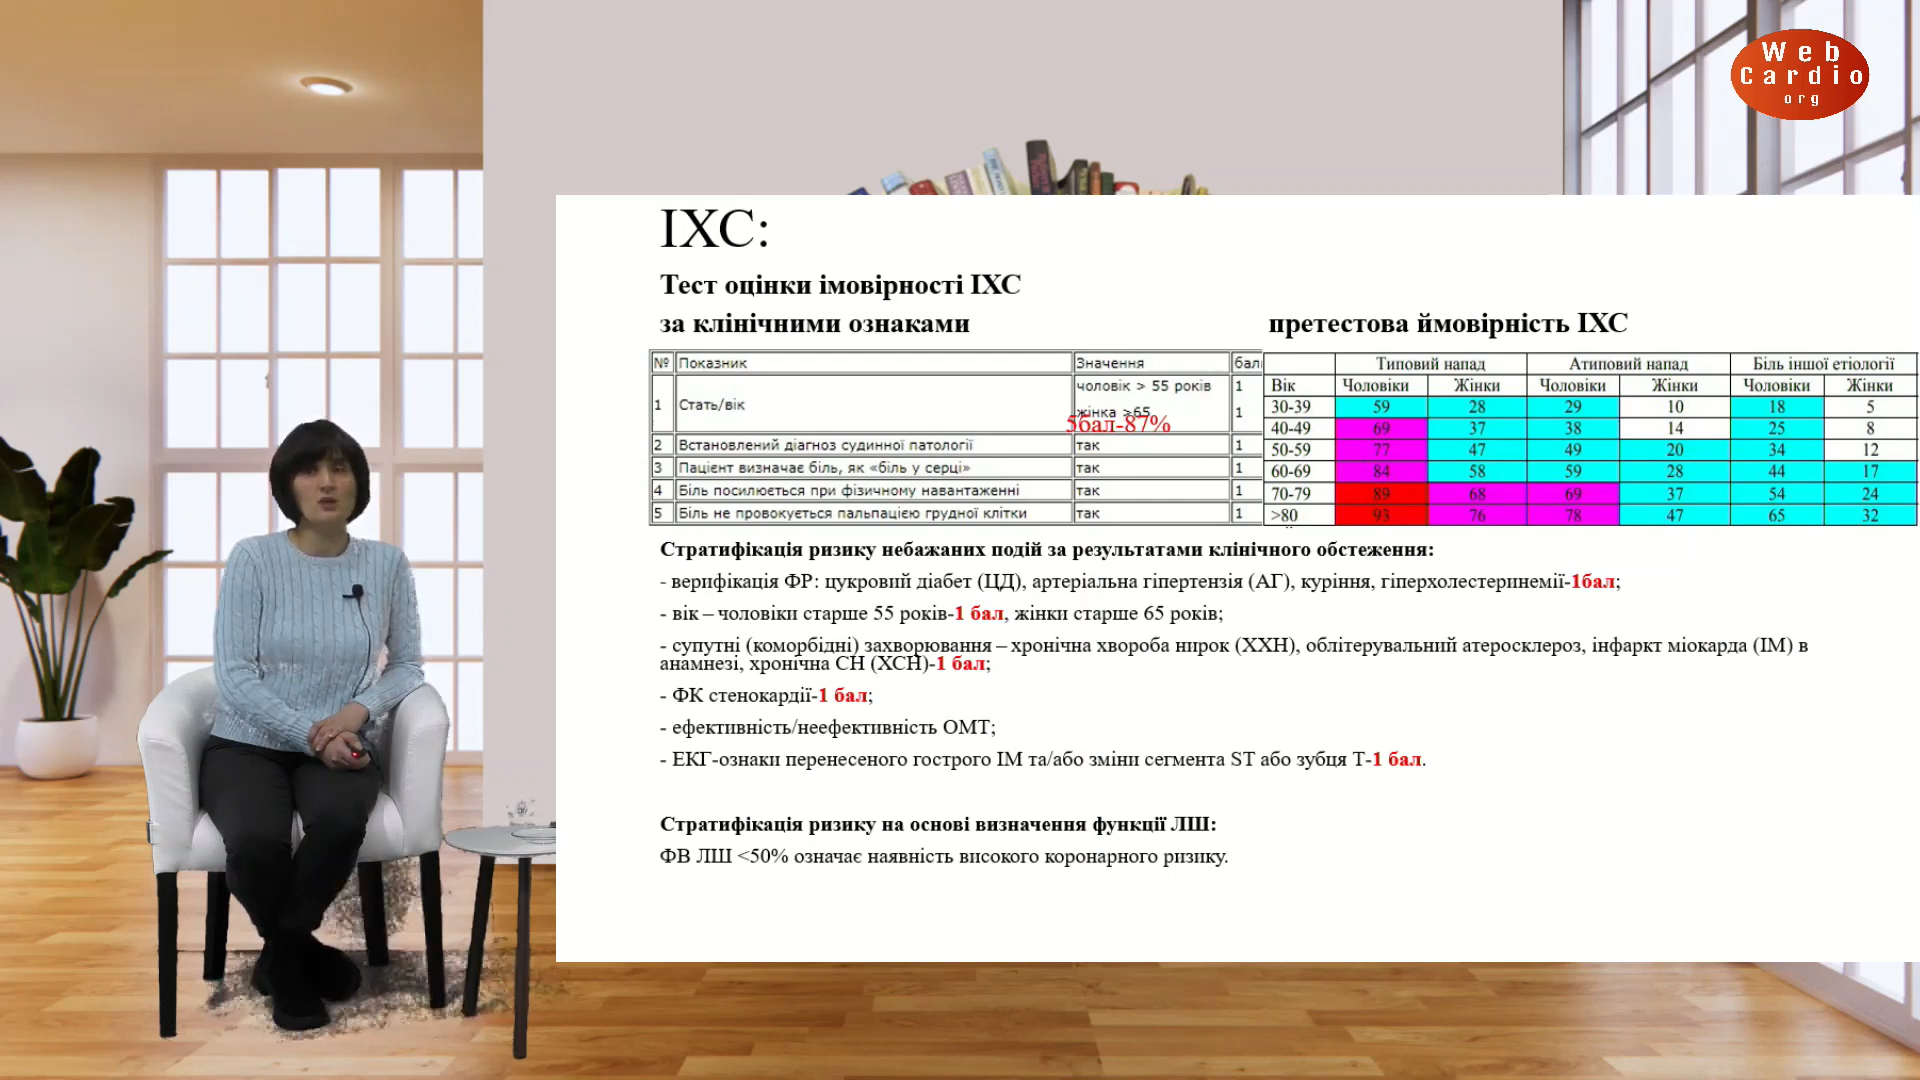 Web
Cardio
org
ІХС:
Тест оцінки імовірності ІХС
за клінічними ознаками
претестова ймовірність ІХС
№ Показник Значення бал
1 Стать/вік чоловік > 55 років 1
жінка >65 1
5бал-87%
2 Встановлений діагноз судинної патології так 1
3 Пацієнт визначає біль, як «біль у серці» так 1
4 Біль посилюється при фізичному навантаженні так 1
5 Біль не провокується пальпацією грудної клітки так 1
Типовий напад Атиповий напад Біль іншої етіології
Вік Чоловіки Жінки Чоловіки Жінки Чоловіки Жінки
30-39 59 28 29 10 18 5
40-49 69 37 38 14 25 8
50-59 77 47 49 20 34 12
60-69 84 58 59 28 44 17
70-79 89 68 69 37 54 24
>80 93 76 78 47 65 32
Стратифікація ризику небажаних подій за результатами клінічного обстеження:
- верифікація ФР: цукровий діабет (ЦД), артеріальна гіпертензія (АГ), куріння, гіперхолестеринемії-1бал;
- вік – чоловіки старше 55 років-1 бал, жінки старше 65 років;
- супутні (коморбідні) захворювання – хронічна хвороба нирок (ХХН), облітерувальний атеросклероз, інфаркт міокарда (ІМ) в
анамнезі, хронічна СН (ХСН)-1 бал;
- ФК стенокардії-1 бал;
- ефективність/неефективність ОМТ;
- ЕКГ-ознаки перенесеного гострого ІМ та/або зміни сегмента ST або зубця Т-1 бал.
Стратифікація ризику на основі визначення функції ЛШ:
ФВ ЛШ <50% означає наявність високого коронарного ризику.